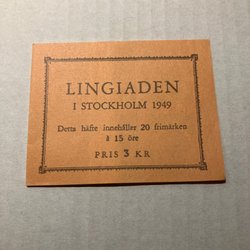 LINGIADEN
I STOCKHOLM 1949
Detta häfte innehåller 20 frimärken
à 15 öre
PRIS 3 KR